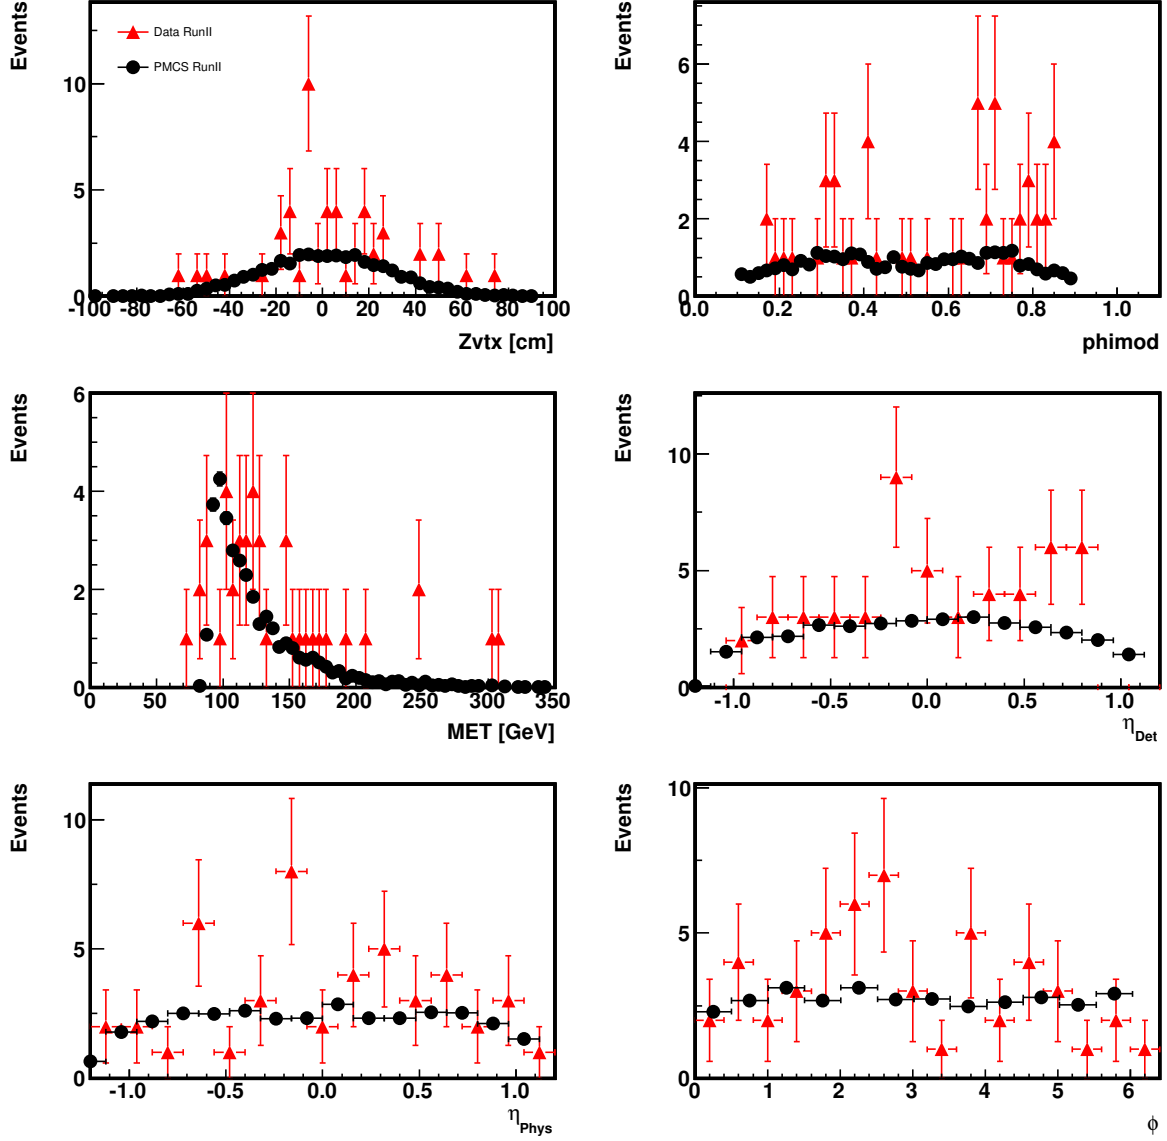 Events
Data RunII
PMCS RunII
10
5
0
-100 -80 -60 -40 -20 0 20 40 60 80 100
Zvtx [cm]
Events
6
4
2
0
0.0 0.2 0.4 0.6 0.8 1.0
phimod
Events
6
4
2
0
0 50 100 150 200 250 300 350
MET [GeV]
Events
10
5
0
-1.0 -0.5 0.0 0.5 1.0
ηDet
Events
10
5
0
-1.0 -0.5 0.0 0.5 1.0
ηPhys
Events
10
5
0
0 1 2 3 4 5 6
ϕ